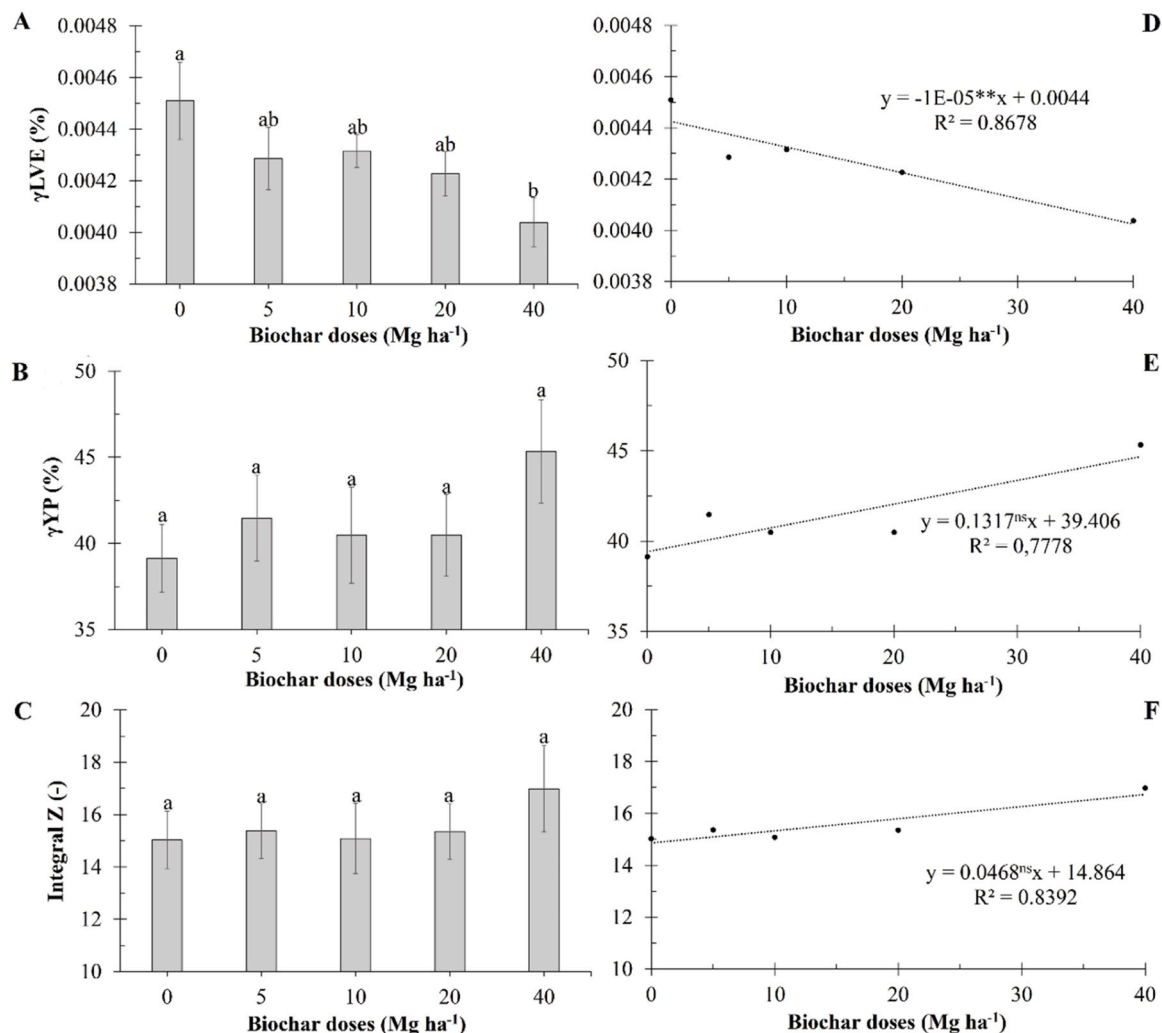 A
γLVE (%)
0.0048
0.0046
0.0044
0.0042
0.0040
0.0038
a
ab
ab
ab
b
0 5 10 20 40
Biochar doses (Mg ha⁻¹)
D
0.0048
0.0046
0.0044
0.0042
0.0040
0.0038
y = -1E-05**x + 0.0044
R² = 0.8678
0 10 20 30 40
Biochar doses (Mg ha⁻¹)
B
γYP (%)
50
45
40
35
a
a
a
a
a
0 5 10 20 40
Biochar doses (Mg ha⁻¹)
E
50
45
40
35
y = 0.1317ⁿˢx + 39.406
R² = 0,7778
0 10 20 30 40
Biochar doses (Mg ha⁻¹)
C
Integral Z (-)
20
18
16
14
12
10
a
a
a
a
a
0 5 10 20 40
Biochar doses (Mg ha⁻¹)
F
20
18
16
14
12
10
y = 0.0468ⁿˢx + 14.864
R² = 0.8392
0 10 20 30 40
Biochar doses (Mg ha⁻¹)